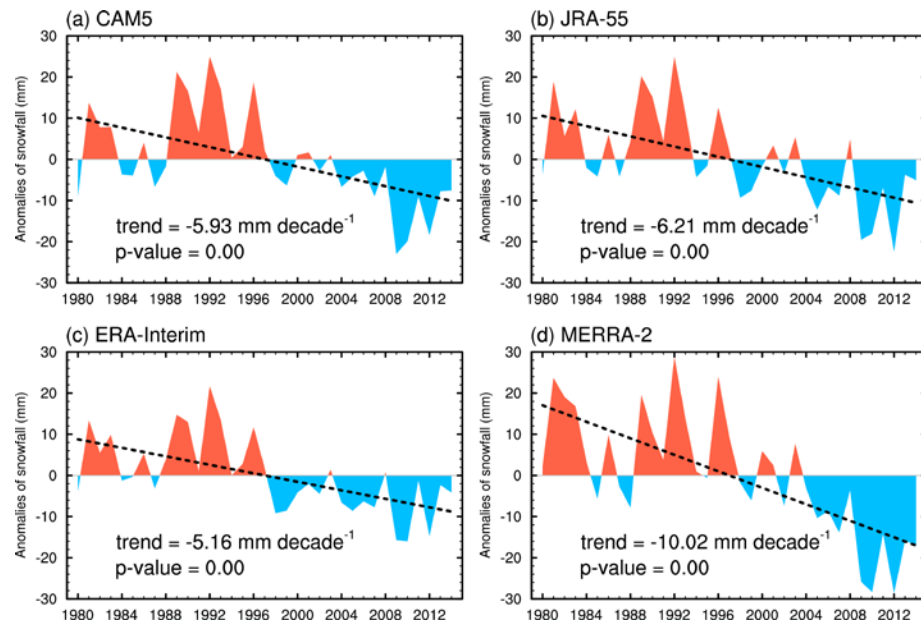 (a) CAM5
Anomalies of snowfall (mm)
30
20
10
0
-10
-20
-30
trend = -5.93 mm decade⁻¹
p-value = 0.00
1980 1984 1988 1992 1996 2000 2004 2008 2012
(b) JRA-55
Anomalies of snowfall (mm)
30
20
10
0
-10
-20
-30
trend = -6.21 mm decade⁻¹
p-value = 0.00
1980 1984 1988 1992 1996 2000 2004 2008 2012
(c) ERA-Interim
Anomalies of snowfall (mm)
30
20
10
0
-10
-20
-30
trend = -5.16 mm decade⁻¹
p-value = 0.00
1980 1984 1988 1992 1996 2000 2004 2008 2012
(d) MERRA-2
Anomalies of snowfall (mm)
30
20
10
0
-10
-20
-30
trend = -10.02 mm decade⁻¹
p-value = 0.00
1980 1984 1988 1992 1996 2000 2004 2008 2012